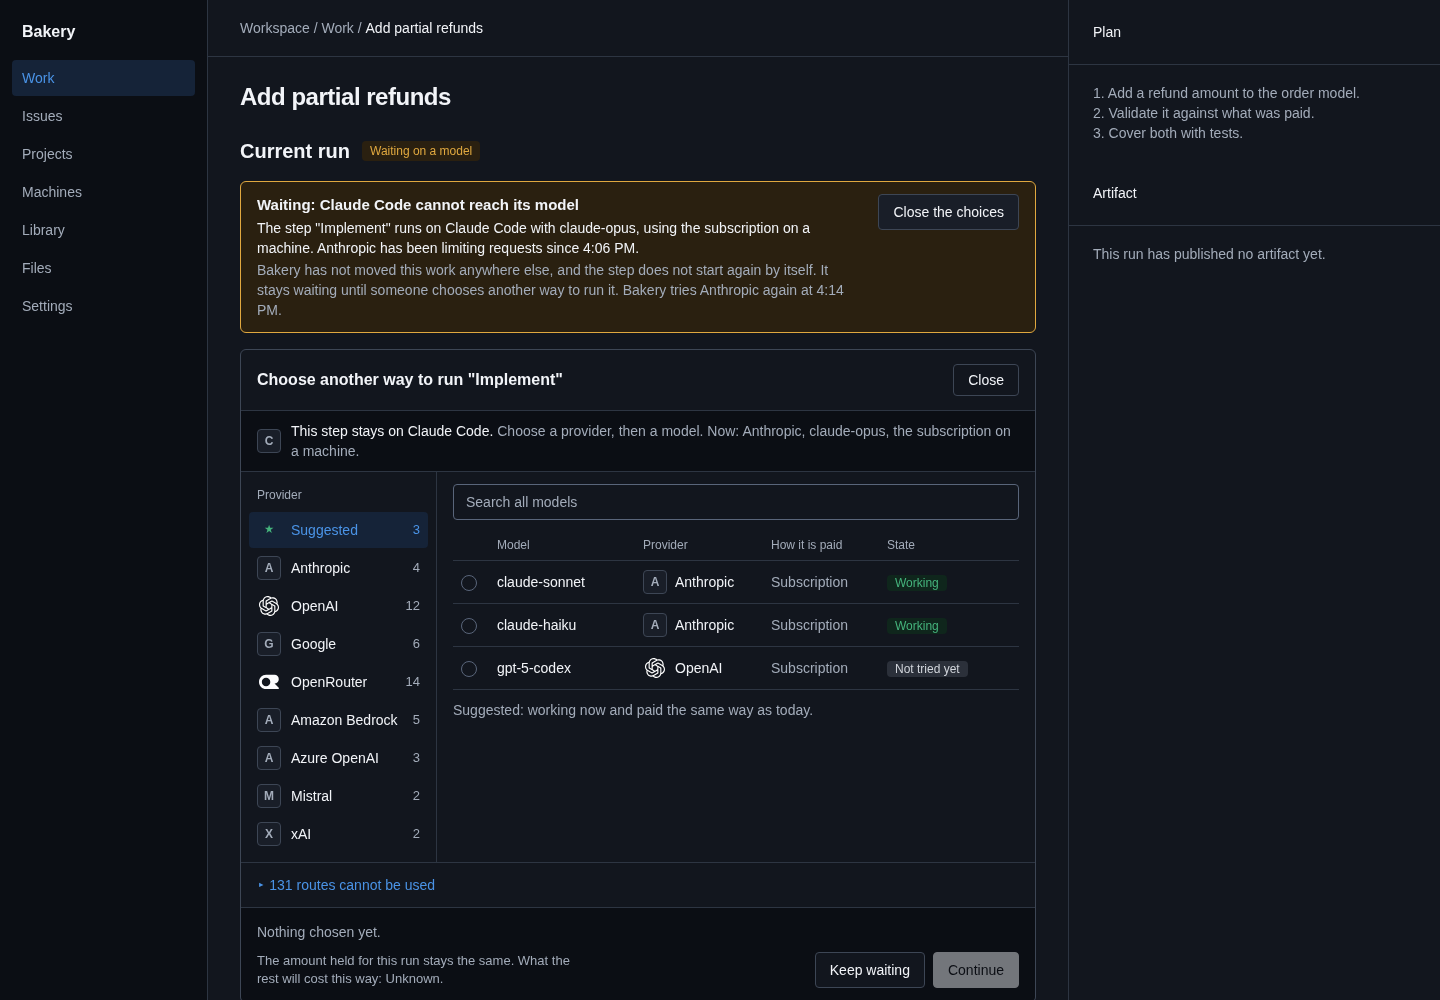 Bakery
Work
Issues
Projects
Machines
Library
Files
Settings
Workspace / Work / Add partial refunds
Add partial refunds
Current run
Waiting on a model
Waiting: Claude Code cannot reach its model
Close the choices
The step "Implement" runs on Claude Code with claude-opus, using the subscription on a
machine. Anthropic has been limiting requests since 4:06 PM.
Bakery has not moved this work anywhere else, and the step does not start again by itself. It
stays waiting until someone chooses another way to run it. Bakery tries Anthropic again at 4:14
PM.
Choose another way to run "Implement"
Close
C
This step stays on Claude Code. Choose a provider, then a model. Now: Anthropic, claude-opus, the subscription on
a machine.
Provider
Suggested 3
A Anthropic 4
OpenAI 12
G Google 6
OpenRouter 14
A Amazon Bedrock 5
A Azure OpenAI 3
M Mistral 2
X xAI 2
Search all models
Model Provider How it is paid State
claude-sonnet A Anthropic Subscription Working
claude-haiku A Anthropic Subscription Working
gpt-5-codex OpenAI Subscription Not tried yet
Suggested: working now and paid the same way as today.
131 routes cannot be used
Nothing chosen yet.
The amount held for this run stays the same. What the
rest will cost this way: Unknown.
Keep waiting
Continue
Plan
1. Add a refund amount to the order model.
2. Validate it against what was paid.
3. Cover both with tests.
Artifact
This run has published no artifact yet.